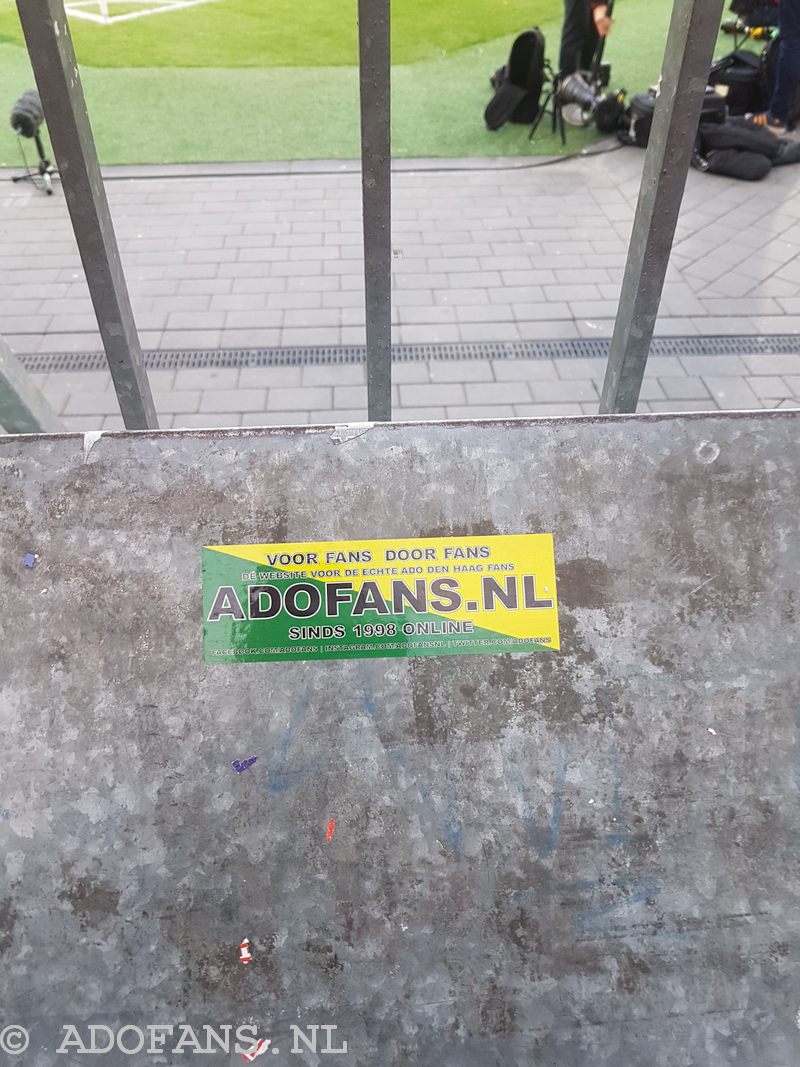 VOOR FANS DOOR FANS
DÉ WEBSITE VOOR DE ECHTE ADO DEN HAAG FANS
ADOFANS.NL
SINDS 1998 ONLINE
FACEBOOK.COM/ADOFANS | INSTAGRAM.COM/ADOFANSNL | TWITTER.COM/ADOFANS
© ADOFANS.NL